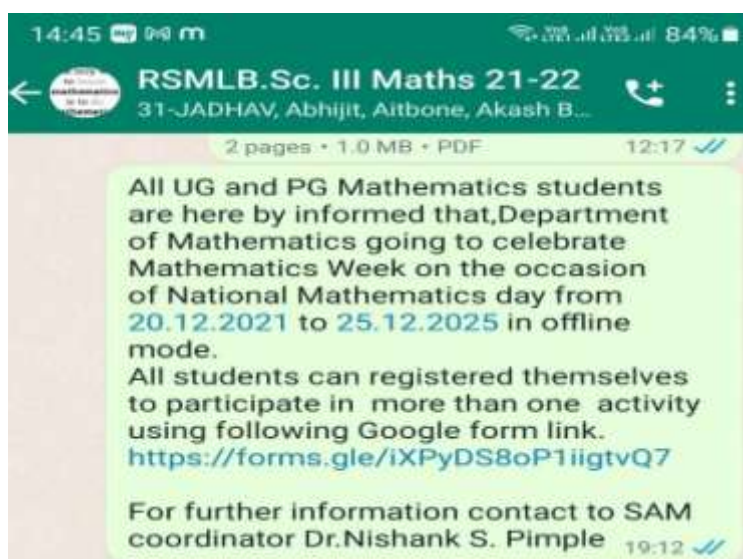 14:45
84%
RSMLB.Sc. III Maths 21-22
31-JADHAV, Abhijit, Aitbone, Akash B...
2 pages • 1.0 MB • PDF 12:17
All UG and PG Mathematics students
are here by informed that,Department
of Mathematics going to celebrate
Mathematics Week on the occasion
of National Mathematics day from
20.12.2021 to 25.12.2025 in offline
mode.
All students can registered themselves
to participate in more than one activity
using following Google form link.
https://forms.gle/iXPyDS8oP1iigtvQ7
For further information contact to SAM
coordinator Dr.Nishank S. Pimple 19:12